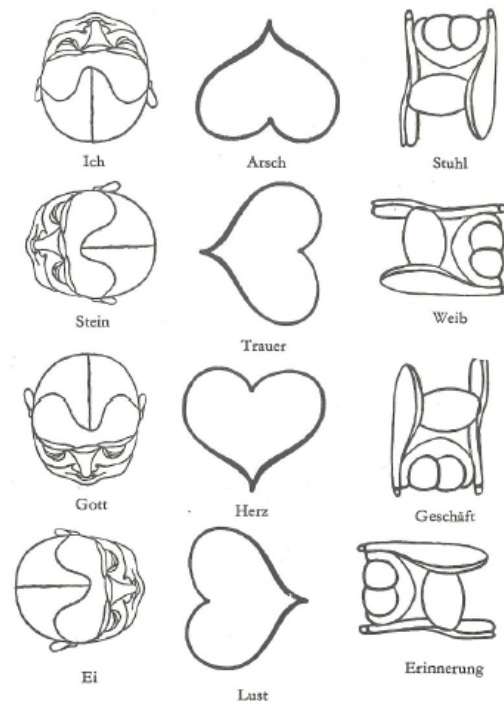 Ich
Arsch
Stuhl
Stein
Trauer
Weib
Gott
Herz
Geschäft
Ei
Lust
Erinnerung